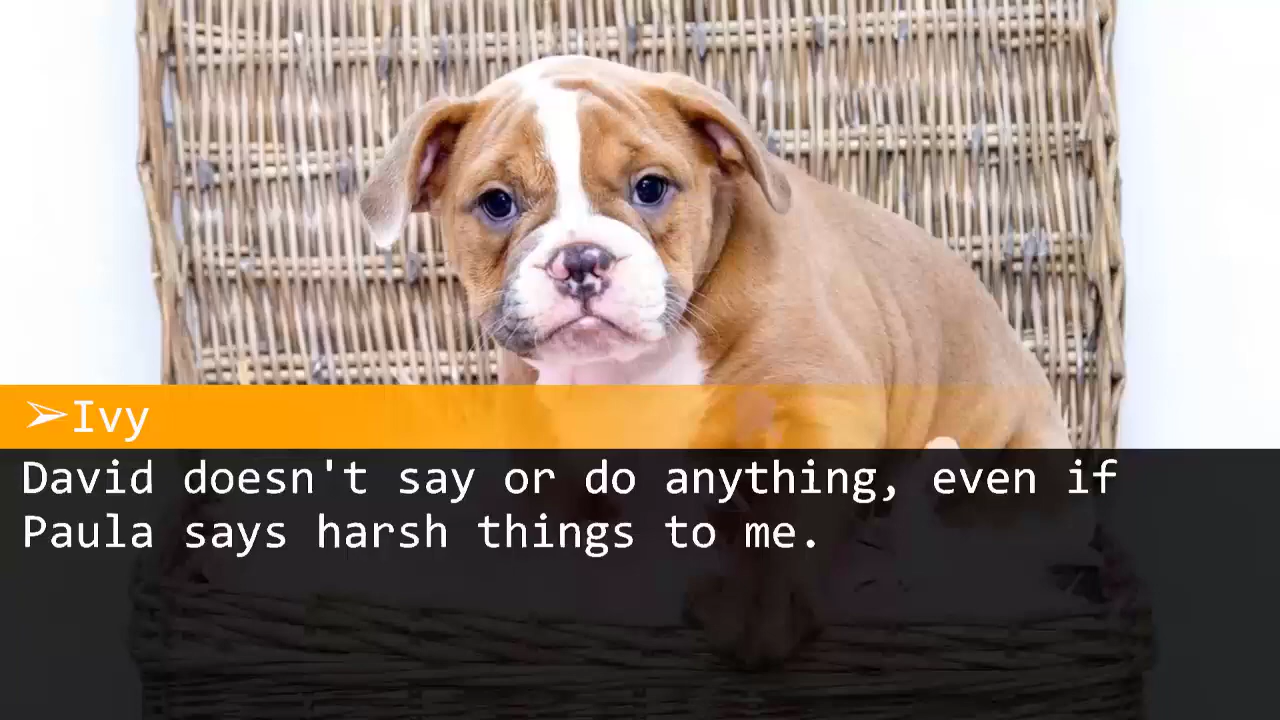 ➢Ivy
David doesn't say or do anything, even if
Paula says harsh things to me.